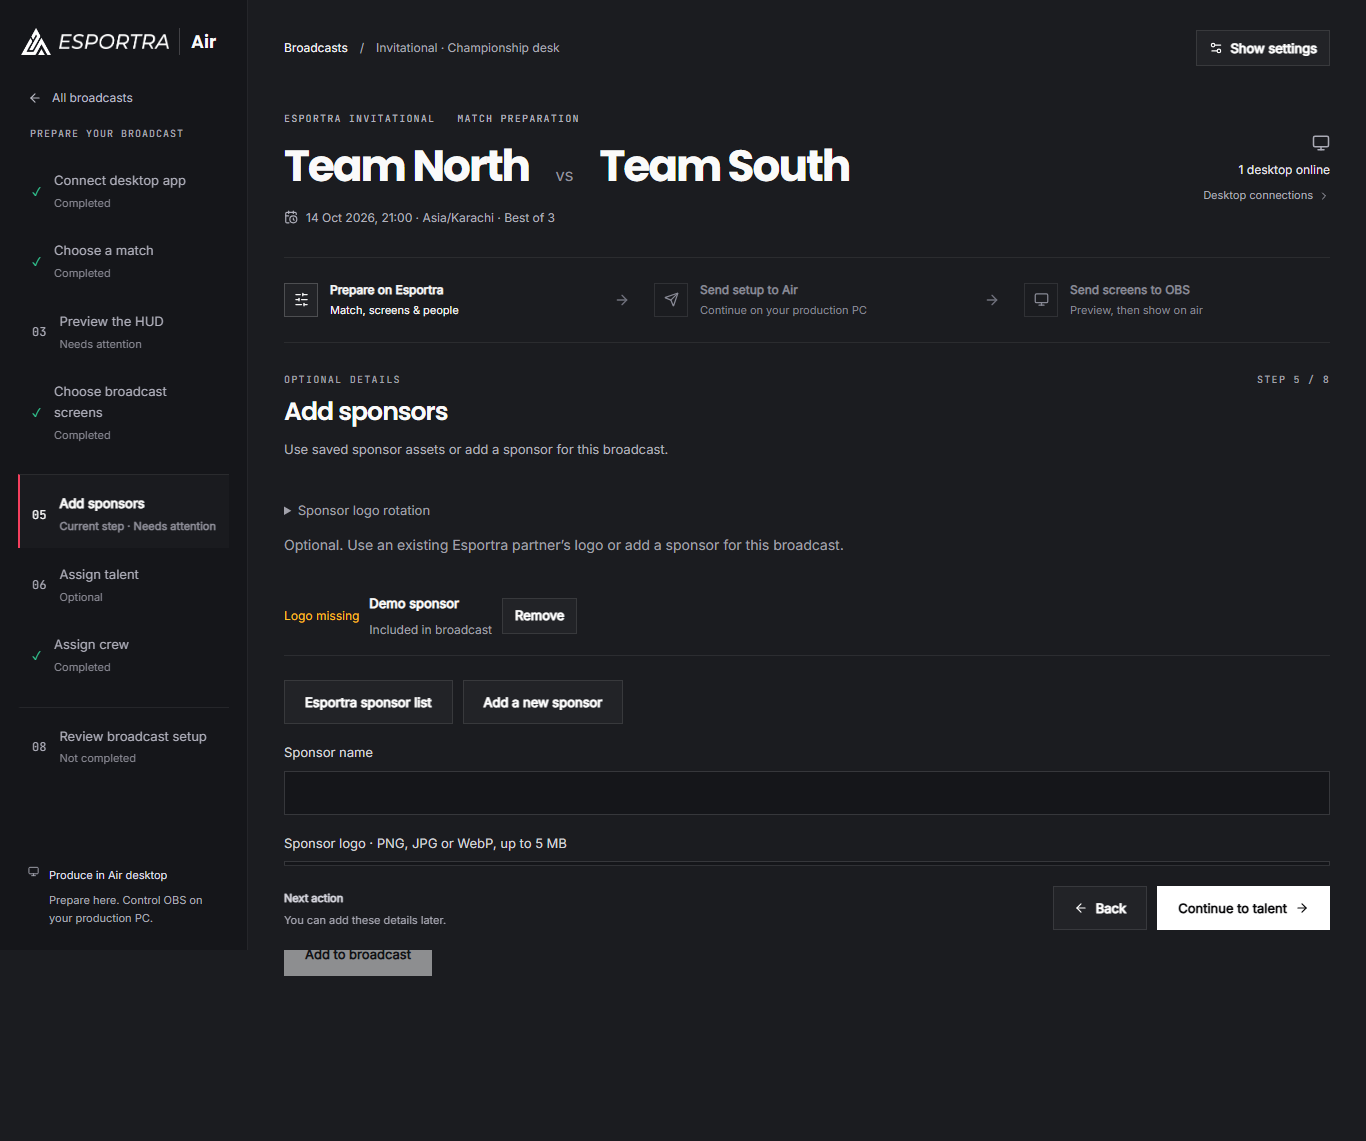 ESPORTRA Air
All broadcasts
PREPARE YOUR BROADCAST
Connect desktop app
Completed
Choose a match
Completed
03
Preview the HUD
Needs attention
Choose broadcast
screens
Completed
05
Add sponsors
Current step · Needs attention
06
Assign talent
Optional
Assign crew
Completed
08
Review broadcast setup
Not completed
Produce in Air desktop
Prepare here. Control OBS on
your production PC.
Broadcasts / Invitational · Championship desk
Show settings
ESPORTRA INVITATIONAL MATCH PREPARATION
Team North vs Team South
14 Oct 2026, 21:00 · Asia/Karachi · Best of 3
1 desktop online
Desktop connections
Prepare on Esportra
Match, screens & people
Send setup to Air
Continue on your production PC
Send screens to OBS
Preview, then show on air
OPTIONAL DETAILS
STEP 5 / 8
Add sponsors
Use saved sponsor assets or add a sponsor for this broadcast.
Sponsor logo rotation
Optional. Use an existing Esportra partner’s logo or add a sponsor for this broadcast.
Logo missing
Demo sponsor
Included in broadcast
Remove
Esportra sponsor list
Add a new sponsor
Sponsor name
Sponsor logo · PNG, JPG or WebP, up to 5 MB
Next action
You can add these details later.
Back
Continue to talent
Add to broadcast